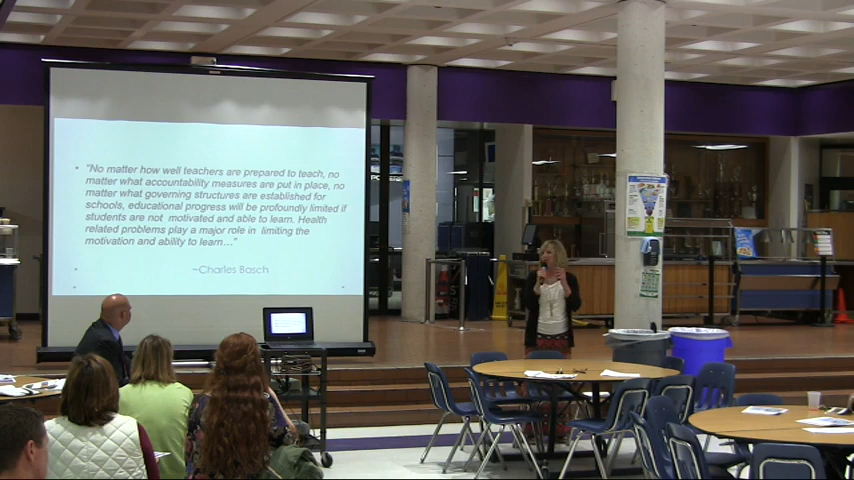 • "No matter how well teachers are prepared to teach, no
matter what accountability measures are put in place, no
matter what governing structures are established for
schools, educational progress will be profoundly limited if
students are not motivated and able to learn. Health
related problems play a major role in limiting the
motivation and ability to learn…"
~Charles Basch